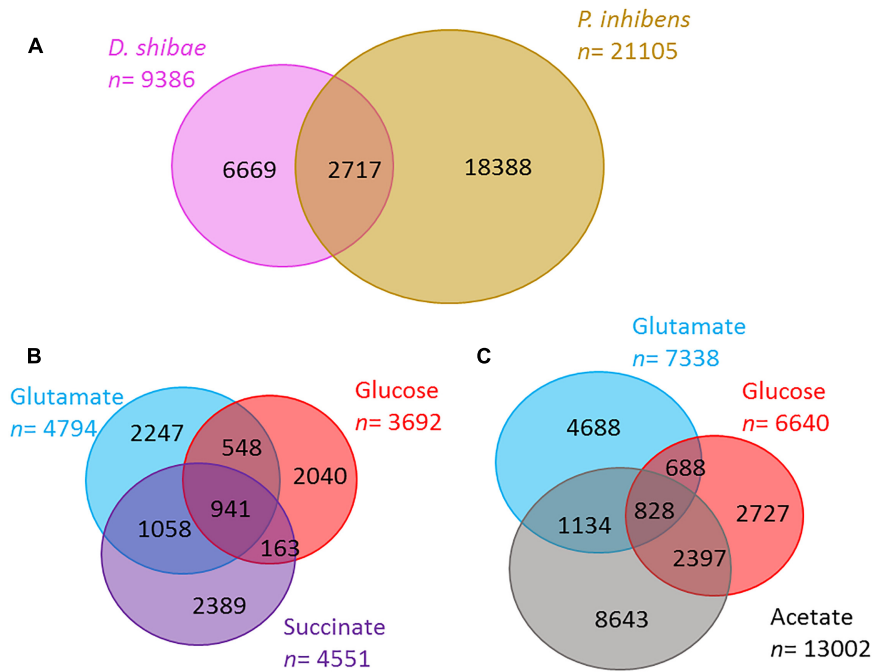 A
D. shibae
n= 9386
P. inhibens
n= 21105
6669
2717
18388
B
Glutamate
n= 4794
Glucose
n= 3692
2247
548
2040
941
1058
163
2389
Succinate
n= 4551
C
Glutamate
n= 7338
Glucose
n= 6640
4688
688
828
2727
1134
2397
8643
Acetate
n= 13002